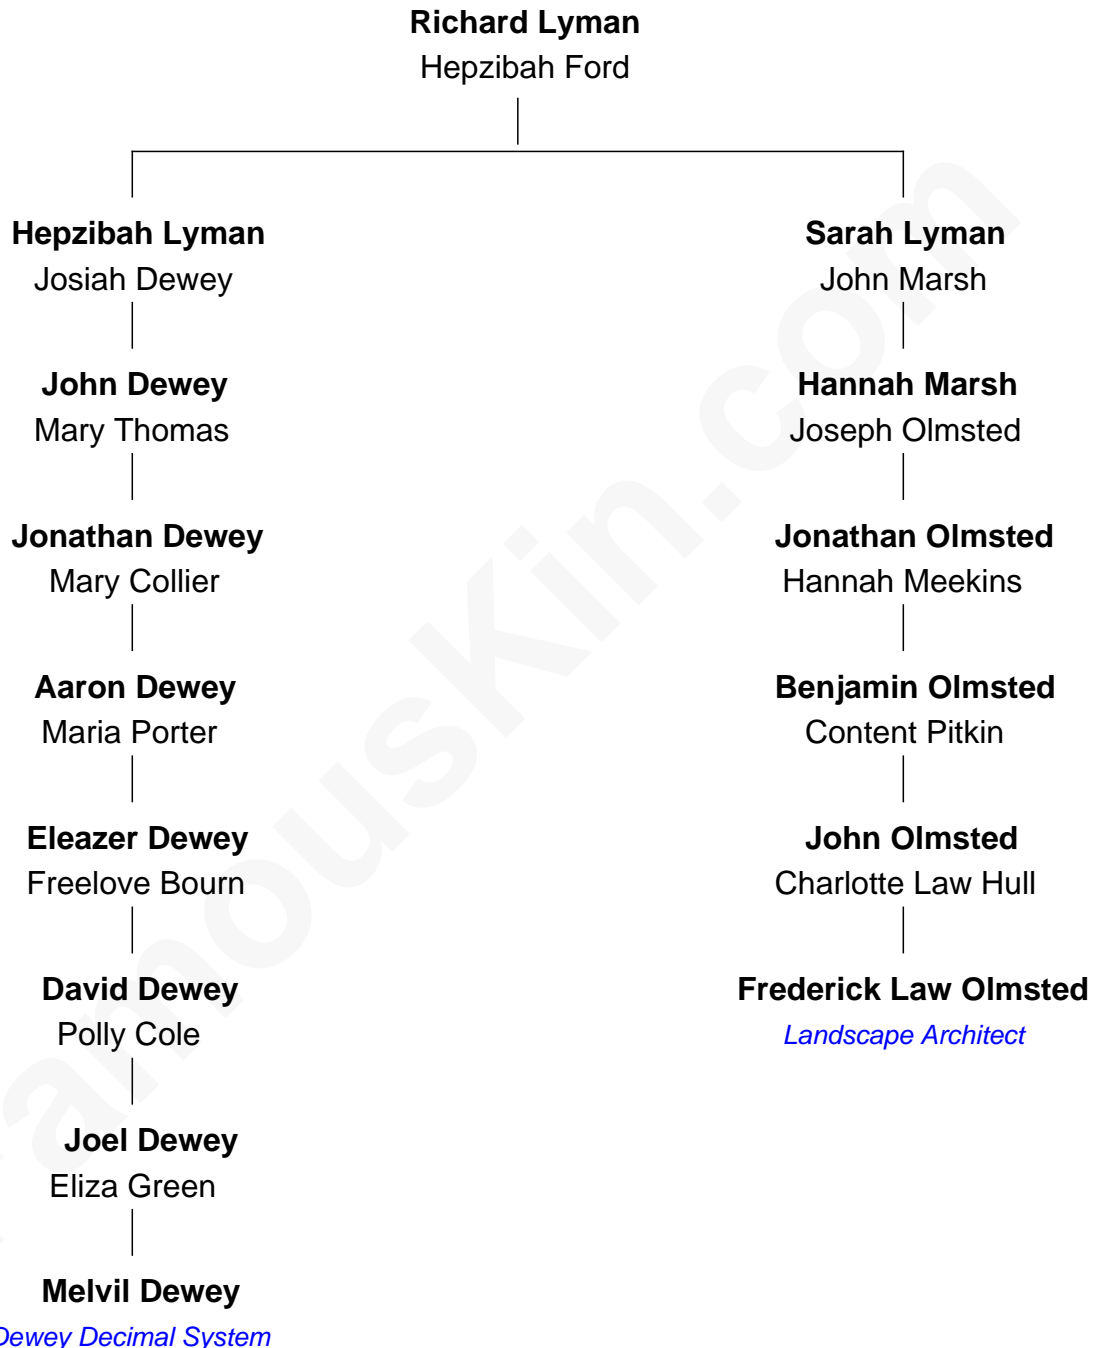 Richard Lyman
Hepzibah Ford
Hepzibah Lyman
Josiah Dewey
John Dewey
Mary Thomas
Jonathan Dewey
Mary Collier
Aaron Dewey
Maria Porter
Eleazer Dewey
Freelove Bourn
David Dewey
Polly Cole
Joel Dewey
Eliza Green
Melvil Dewey
Dewey Decimal System
Sarah Lyman
John Marsh
Hannah Marsh
Joseph Olmsted
Jonathan Olmsted
Hannah Meekins
Benjamin Olmsted
Content Pitkin
John Olmsted
Charlotte Law Hull
Frederick Law Olmsted
Landscape Architect
FamousKin.com